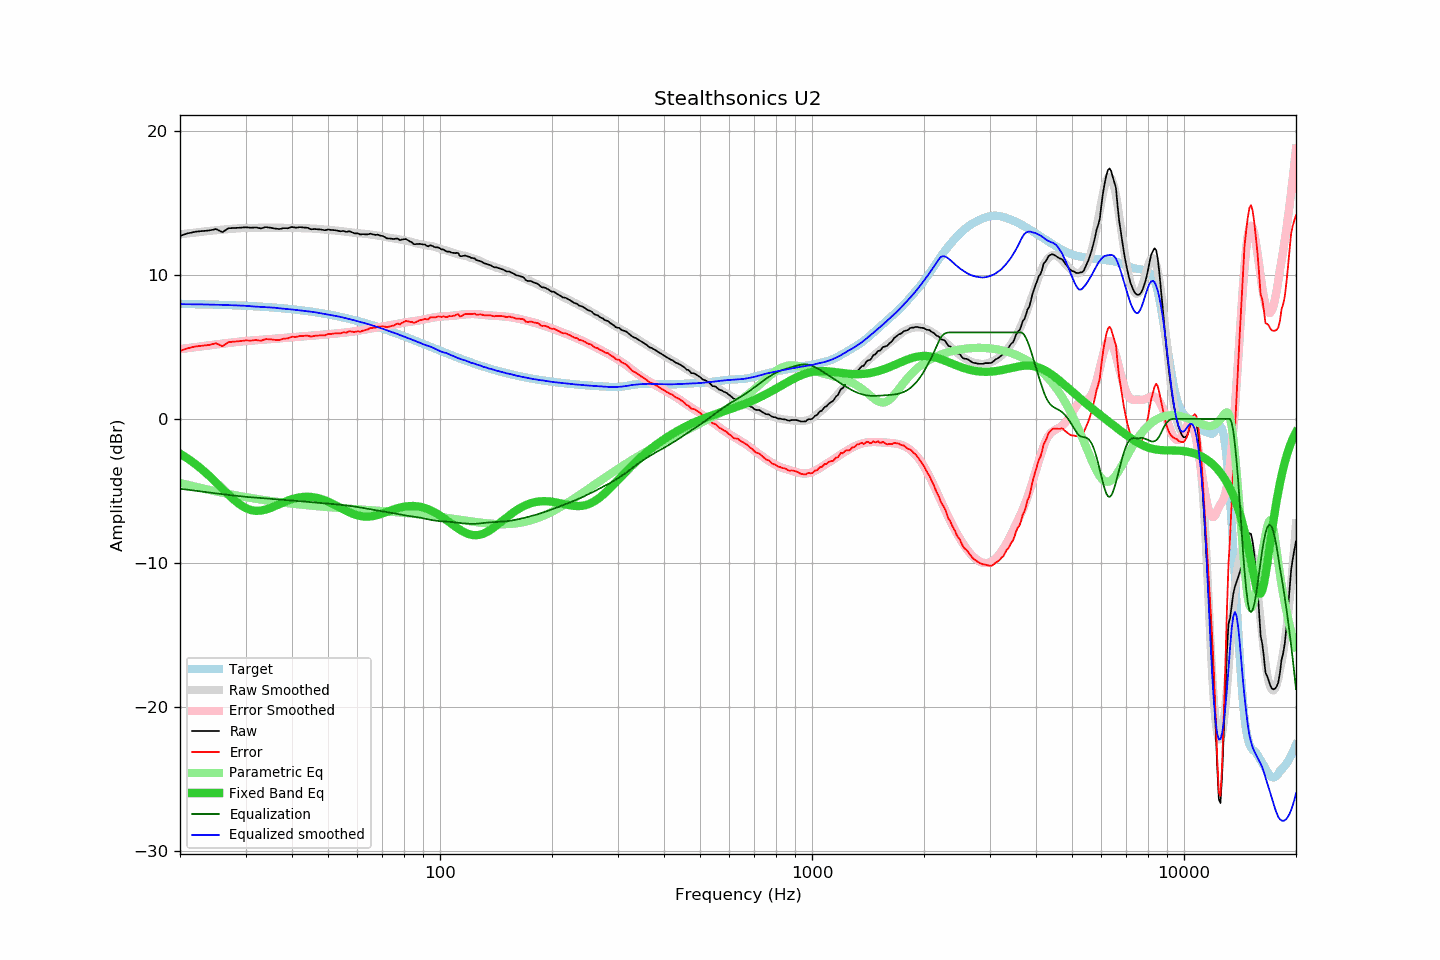 Stealthsonics U2
20
10
0
−10
−20
−30
Amplitude (dBr)
Target
Raw Smoothed
Error Smoothed
Raw
Error
Parametric Eq
Fixed Band Eq
Equalization
Equalized smoothed
100
1000
10000
Frequency (Hz)